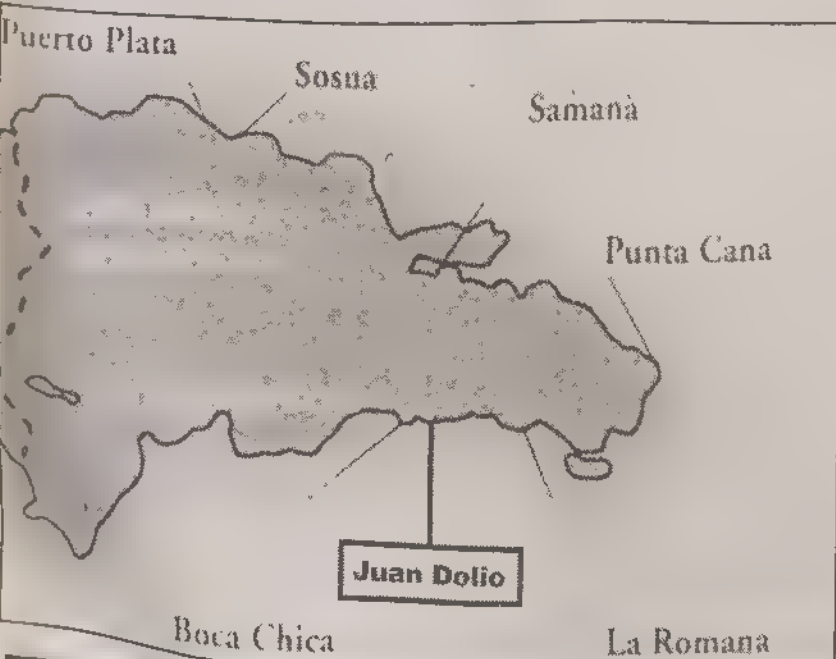 Puerto Plata
Sosua
Samanà
Punta Cana
Juan Dolio
Boca Chica
La Romana